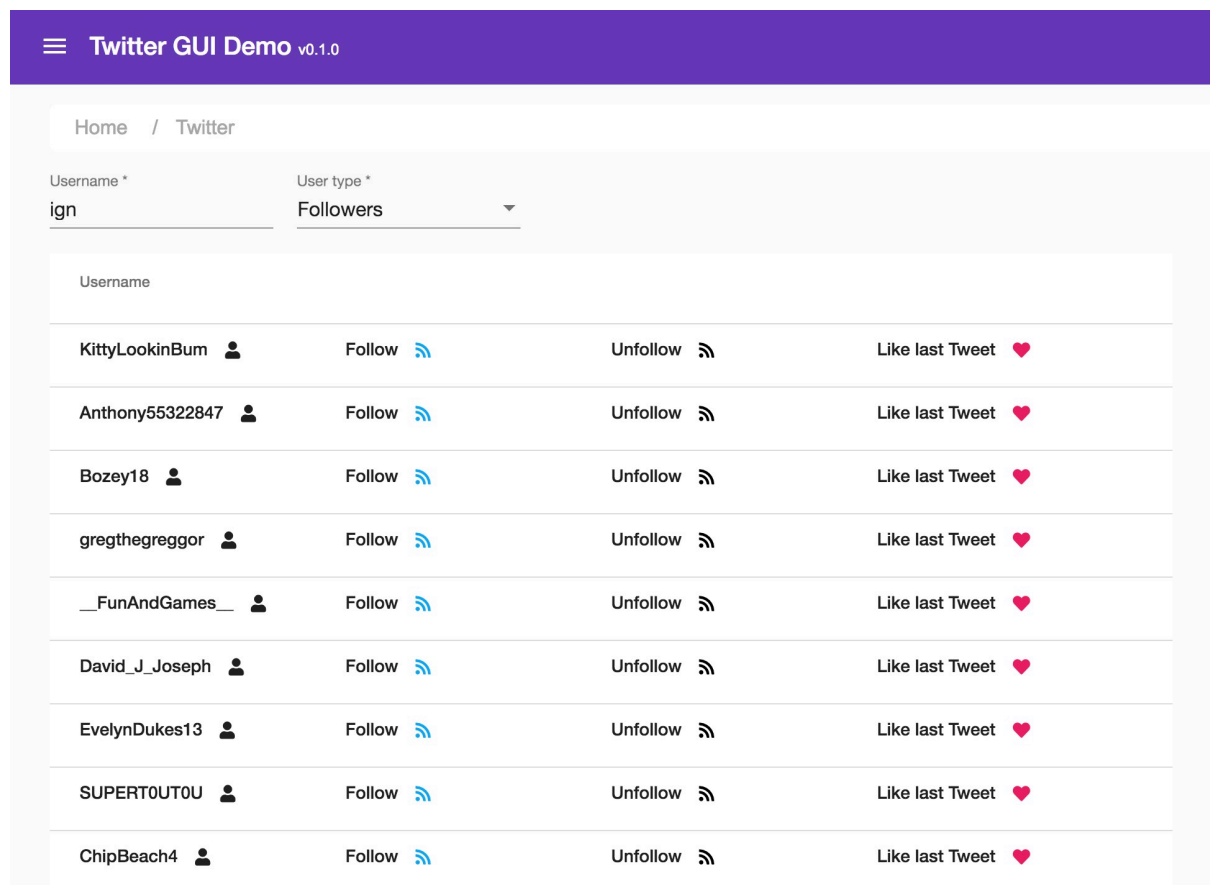 Twitter GUI Demo v0.1.0
Home / Twitter
Username * User type *
ign Followers
Username
KittyLookinBum Follow Unfollow Like last Tweet
Anthony55322847 Follow Unfollow Like last Tweet
Bozey18 Follow Unfollow Like last Tweet
gregthegreggor Follow Unfollow Like last Tweet
__FunAndGames__ Follow Unfollow Like last Tweet
David_J_Joseph Follow Unfollow Like last Tweet
EvelynDukes13 Follow Unfollow Like last Tweet
SUPERT0UT0U Follow Unfollow Like last Tweet
ChipBeach4 Follow Unfollow Like last Tweet